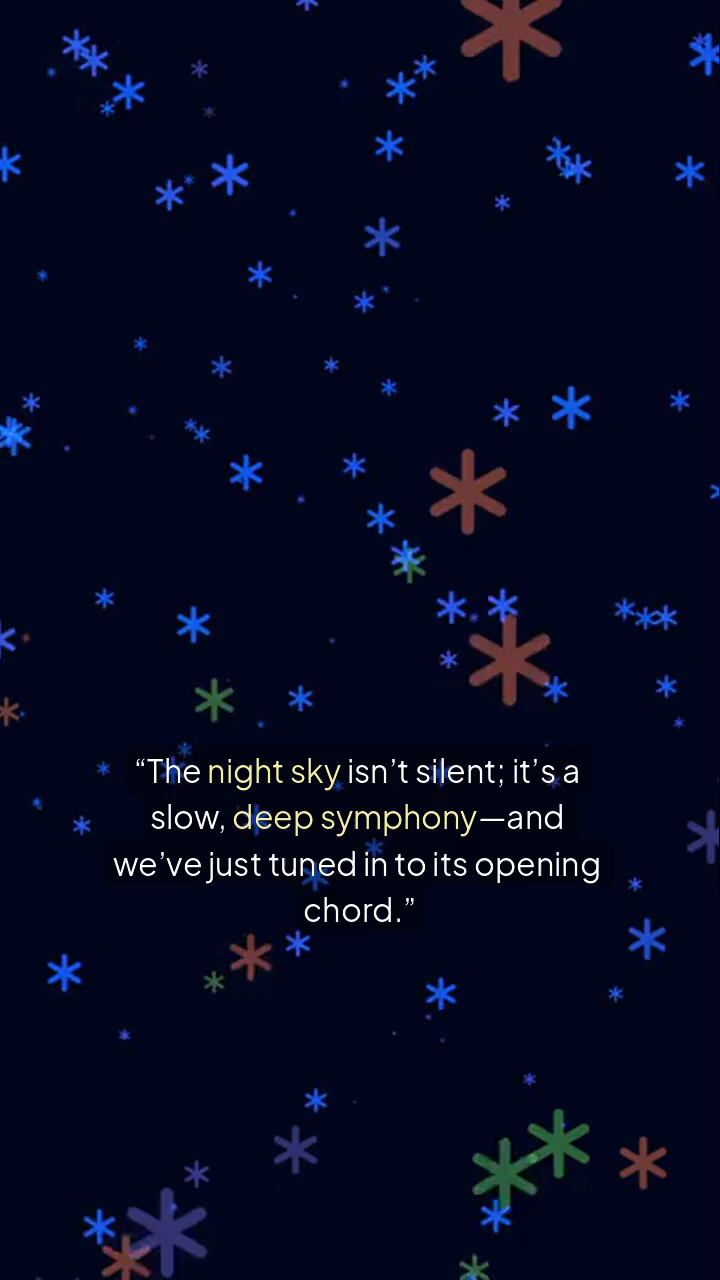 “The night sky isn’t silent; it’s a
slow, deep symphony—and
we’ve just tuned in to its opening
chord.”